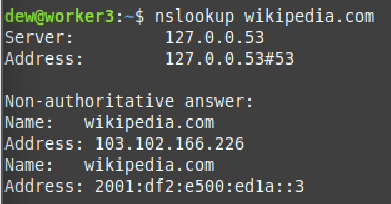 dew@worker3:~$ nslookup wikipedia.com
Server: 127.0.0.53
Address: 127.0.0.53#53
Non-authoritative answer:
Name: wikipedia.com
Address: 103.102.166.226
Name: wikipedia.com
Address: 2001:df2:e500:ed1a::3